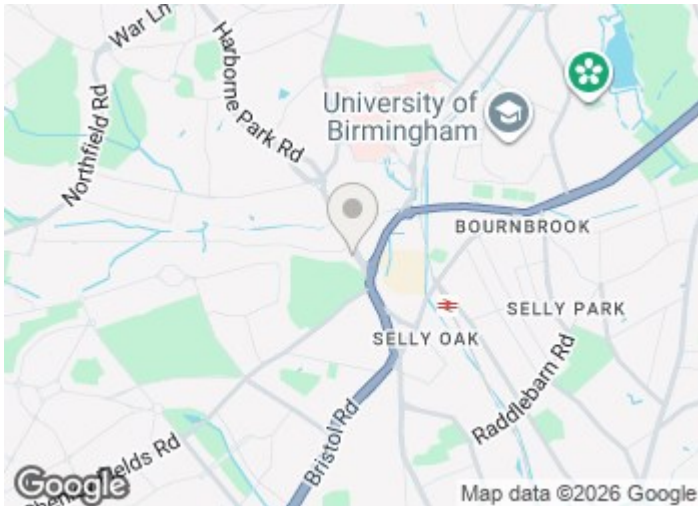 War Ln
Harborne Park Rd
Northfield Rd
University of
Birmingham
BOURNBROOK
SELLY PARK
SELLY OAK
Raddlebarn Rd
Bristol Rd
Fields Rd
Google
Map data ©2026 Google